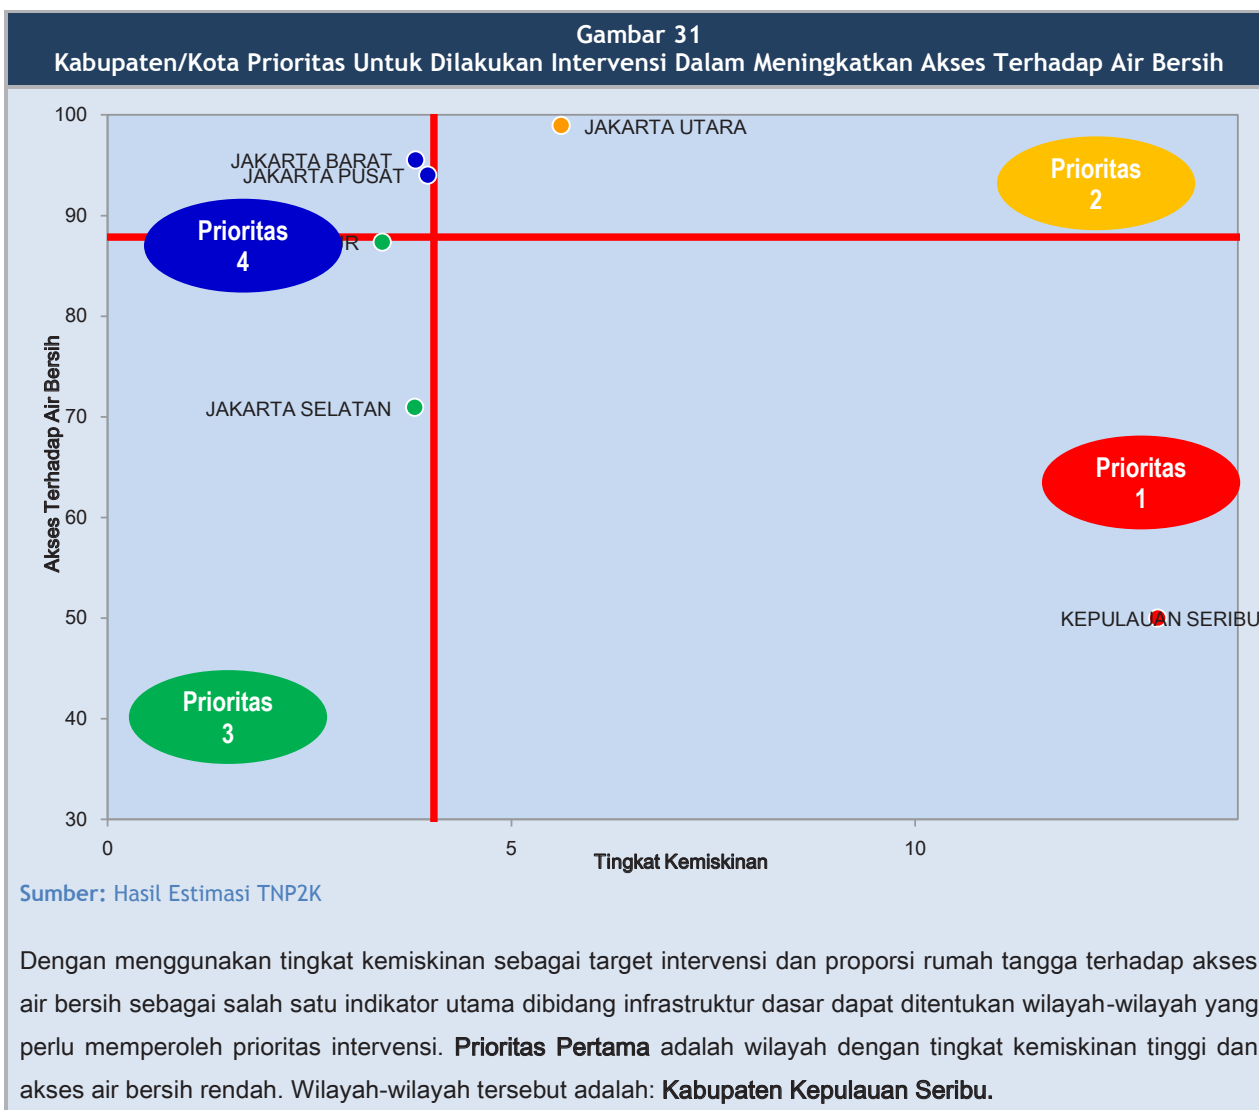 Gambar 31
Kabupaten/Kota Prioritas Untuk Dilakukan Intervensi Dalam Meningkatkan Akses Terhadap Air Bersih
100
90
80
70
60
50
40
30
0
5
10
Akses Terhadap Air Bersih
Tingkat Kemiskinan
JAKARTA UTARA
JAKARTA BARAT
JAKARTA PUSAT
Prioritas
2
Prioritas
4
R
JAKARTA SELATAN
Prioritas
1
KEPULAUAN SERIBU
Prioritas
3
Sumber: Hasil Estimasi TNP2K
Dengan menggunakan tingkat kemiskinan sebagai target intervensi dan proporsi rumah tangga terhadap akses
air bersih sebagai salah satu indikator utama dibidang infrastruktur dasar dapat ditentukan wilayah-wilayah yang
perlu memperoleh prioritas intervensi. Prioritas Pertama adalah wilayah dengan tingkat kemiskinan tinggi dan
akses air bersih rendah. Wilayah-wilayah tersebut adalah: Kabupaten Kepulauan Seribu.